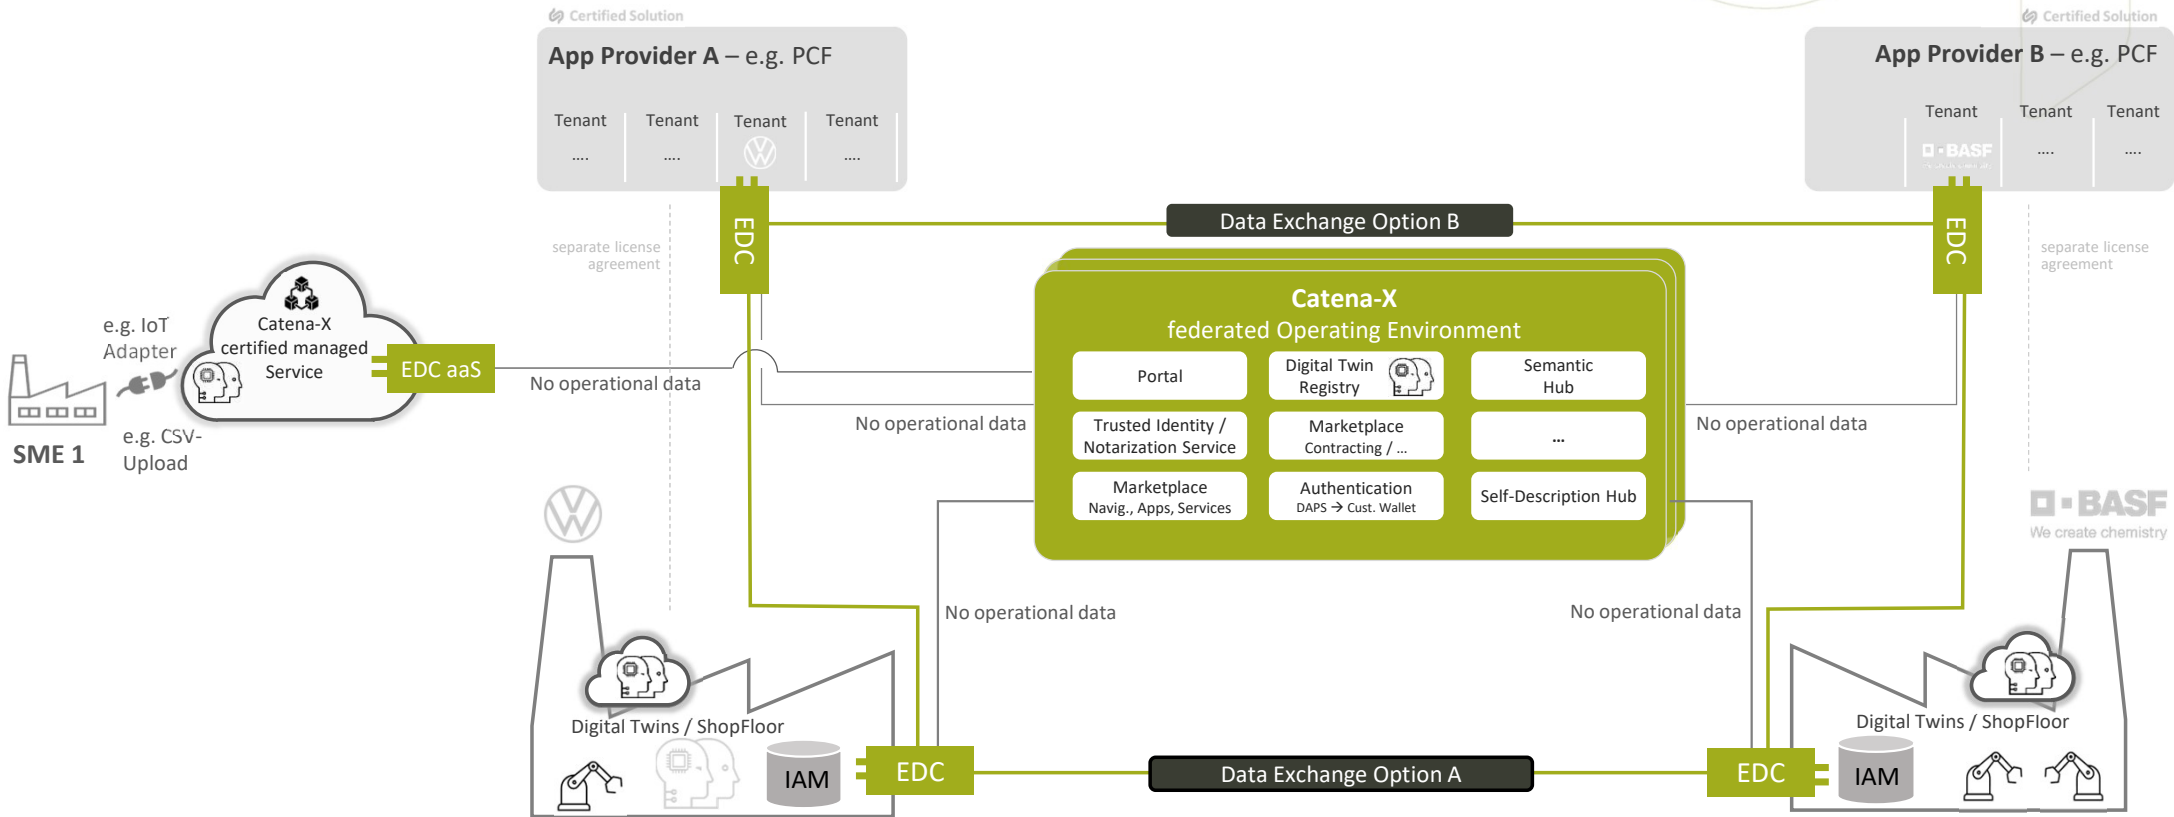 Certified Solution
App Provider A – e.g. PCF
Tenant
Tenant
Tenant
Tenant
....
....
....
EDC
separate license
agreement
Certified Solution
App Provider B – e.g. PCF
Tenant
Tenant
Tenant
BASF
....
....
EDC
separate license
agreement
Data Exchange Option B
Catena-X
federated Operating Environment
Portal
Digital Twin
Registry
Semantic
Hub
Trusted Identity /
Notarization Service
Marketplace
Contracting / ...
...
Marketplace
Navig., Apps, Services
Authentication
DAPS → Cust. Wallet
Self-Description Hub
e.g. IoT
Adapter
Catena-X
certified managed
Service
EDC aaS
No operational data
SME 1
e.g. CSV-
Upload
No operational data
No operational data
No operational data
No operational data
BASF
We create chemistry
Digital Twins / ShopFloor
IAM
EDC
Data Exchange Option A
EDC
IAM
Digital Twins / ShopFloor